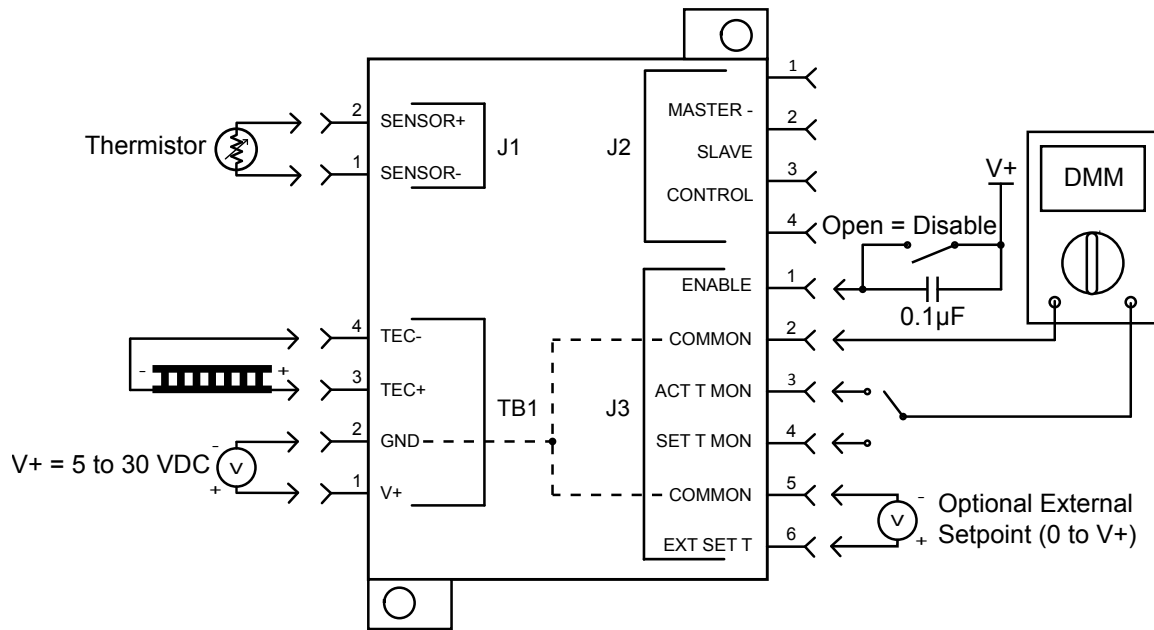 Thermistor
2
1
SENSOR+
SENSOR-
J1
J2
MASTER -
SLAVE
CONTROL
1
2
3
4
V+
DMM
Open = Disable
0.1µF
4
3
2
1
- +
TEC-
TEC+
GND
V+
TB1
V+ = 5 to 30 VDC
-
V
+
J3
ENABLE
COMMON
ACT T MON
SET T MON
COMMON
EXT SET T
1
2
3
4
5
6
-
V
+
Optional External
Setpoint (0 to V+)